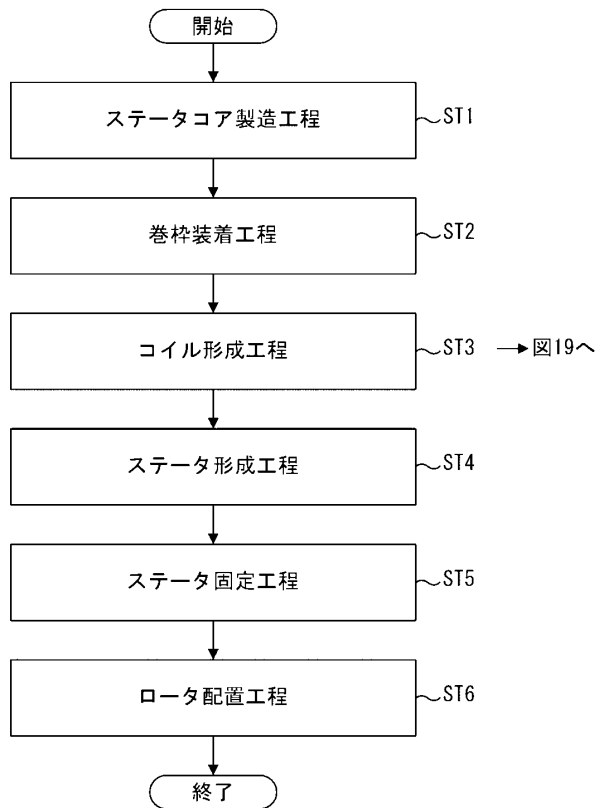 開始
ステータコア製造工程 ST1
巻枠装着工程 ST2
コイル形成工程 ST3 → 図19へ
ステータ形成工程 ST4
ステータ固定工程 ST5
ロータ配置工程 ST6
終了